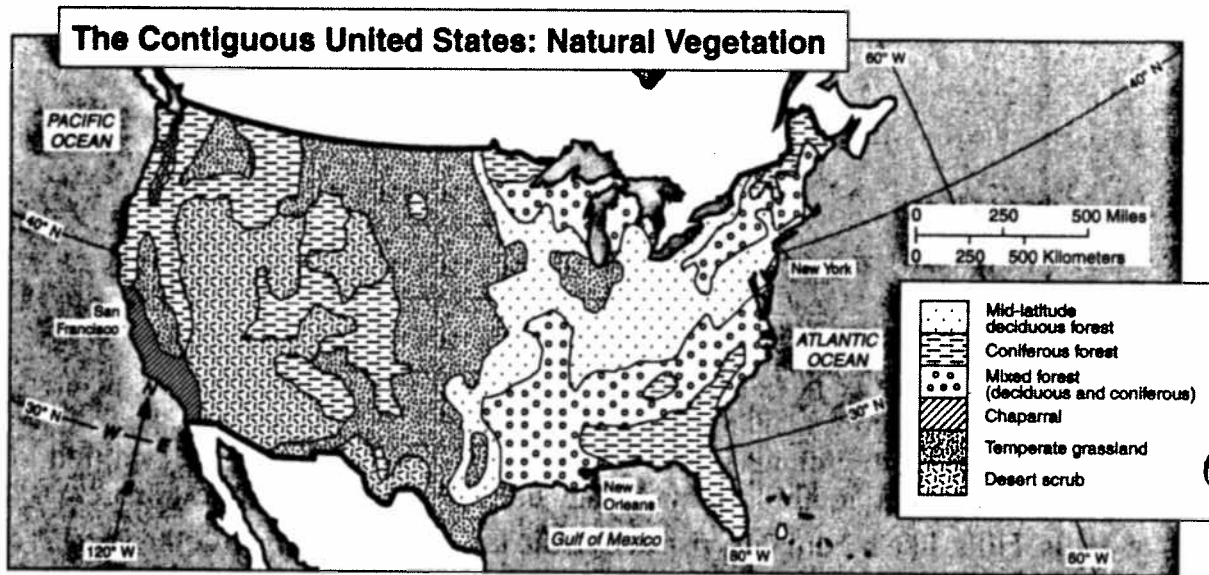 The Contiguous United States: Natural Vegetation
PACIFIC
OCEAN
60° W
40° N
0 250 500 Miles
0 250 500 Kilometers
40° N
New York
San
Francisco
ATLANTIC
OCEAN
Mid-latitude
deciduous forest
Coniferous forest
Mixed forest
(deciduous and coniferous)
Chaparral
Temperate grassland
Desert scrub
N
W
E
30° N
30° N
New
Orleans
Gulf of Mexico
120° W
80° W
60° W